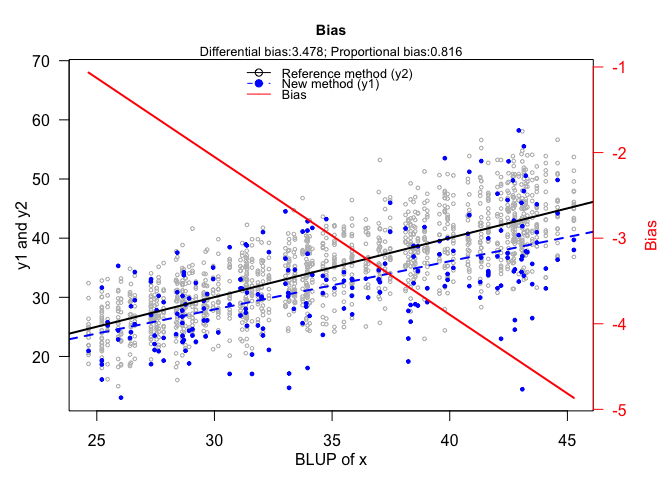 Bias
Differential bias:3.478; Proportional bias:0.816
Reference method (y2)
New method (y1)
Bias
70
60
50
40
30
20
y1 and y2
25 30 35 40 45
BLUP of x
-1
-2
-3
-4
-5
Bias